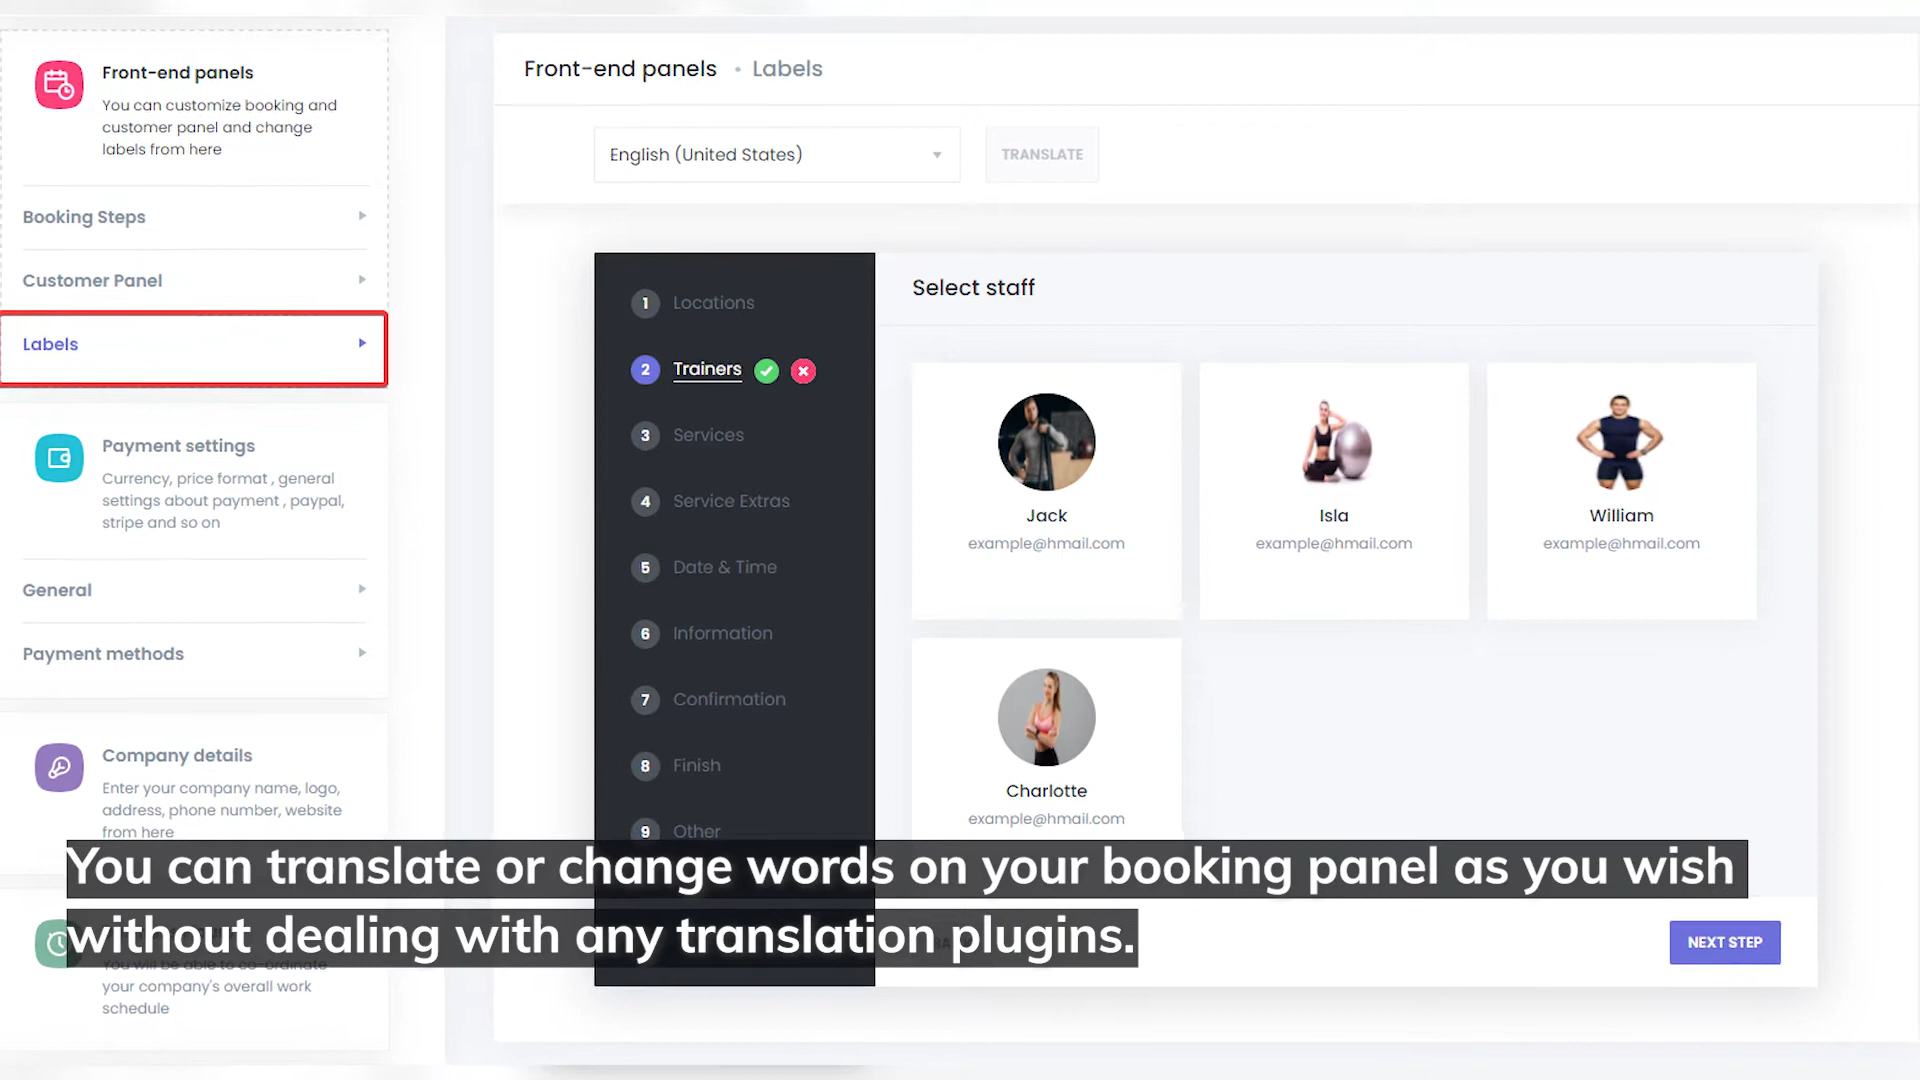 Front-end panels
You can customize booking and
customer panel and change
labels from here
Booking Steps
Customer Panel
Labels
Payment settings
Currency, price format , general
settings about payment , paypal,
stripe and so on
General
Payment methods
Company details
Enter your company name, logo,
address, phone number, website
from here
You will be able to co-ordinate
your company's overall work
schedule
Front-end panels • Labels
English (United States)
TRANSLATE
1 Locations
2 Trainers
3 Services
4 Service Extras
5 Date & Time
6 Information
7 Confirmation
8 Finish
9 Other
Select staff
Jack
example@hmail.com
Isla
example@hmail.com
William
example@hmail.com
Charlotte
example@hmail.com
NEXT STEP
You can translate or change words on your booking panel as you wish
without dealing with any translation plugins.